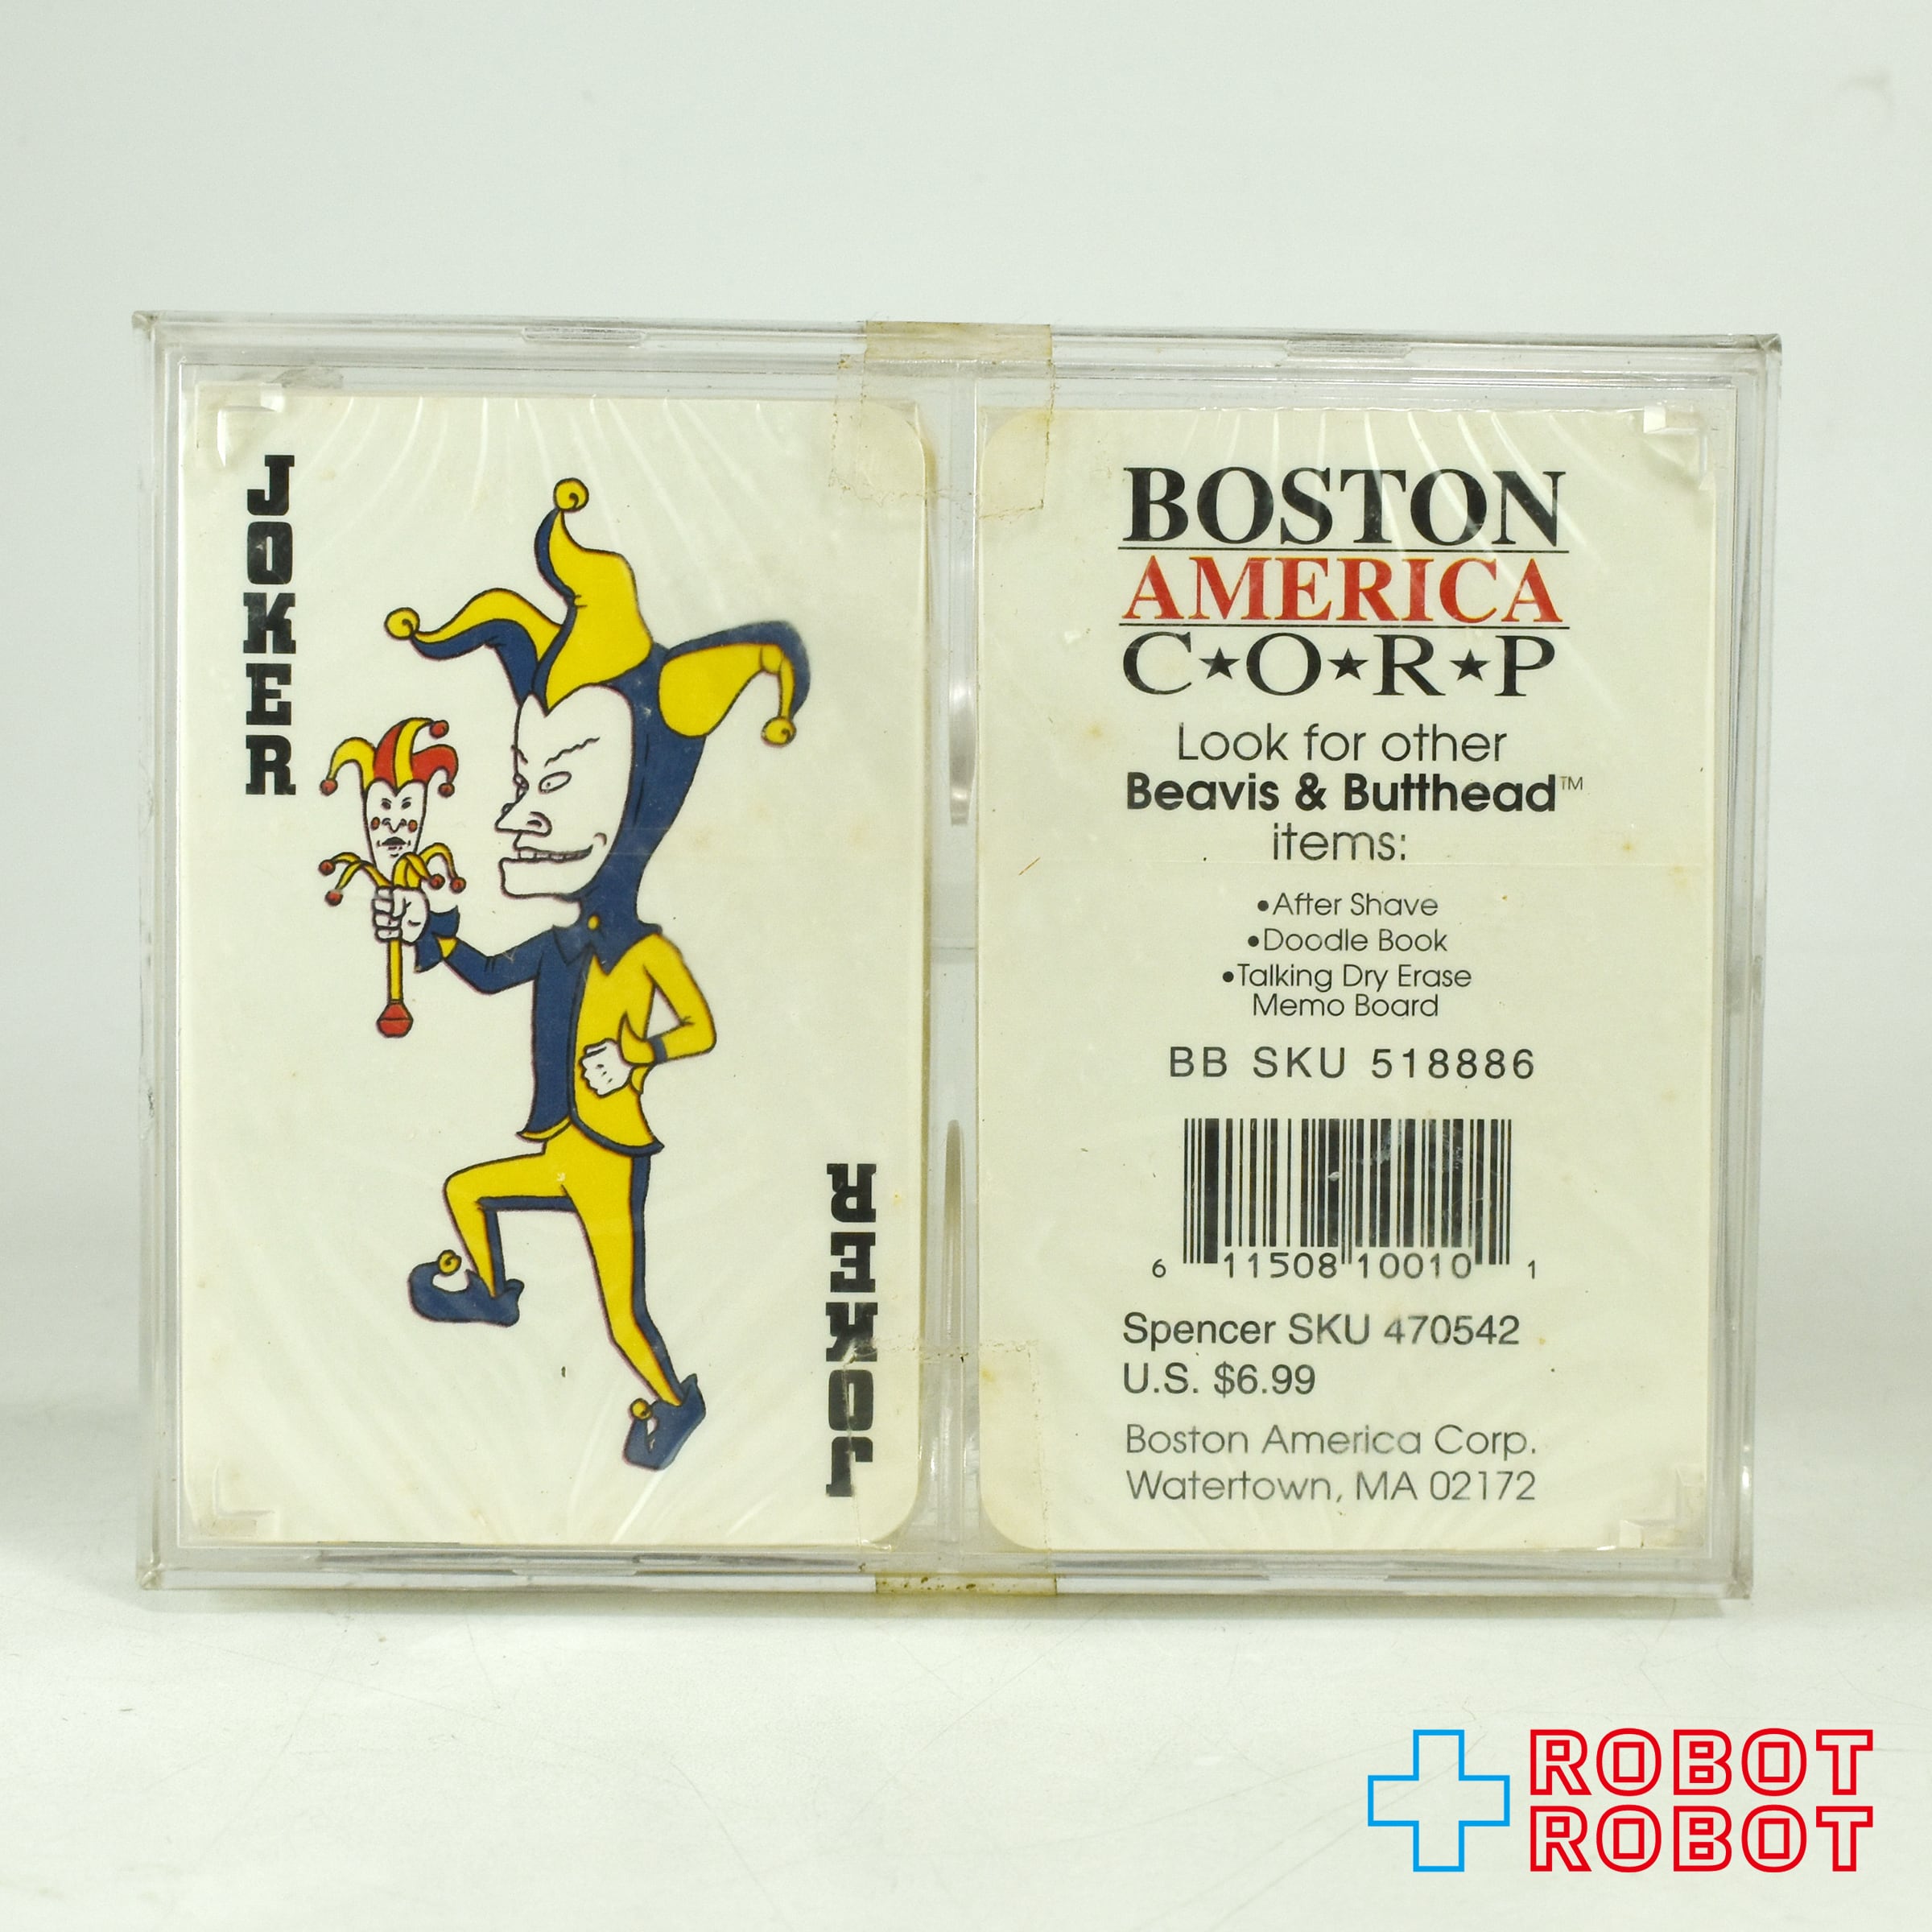 JOKER
JOKER
BOSTON
AMERICA
C★O★R★P
Look for other
Beavis & Butthead™
items:
•After Shave
•Doodle Book
•Talking Dry Erase
Memo Board
BB SKU 518886
6 11508 10010 1
Spencer SKU 470542
U.S. $6.99
Boston America Corp.
Watertown, MA 02172
ROBOT
ROBOT